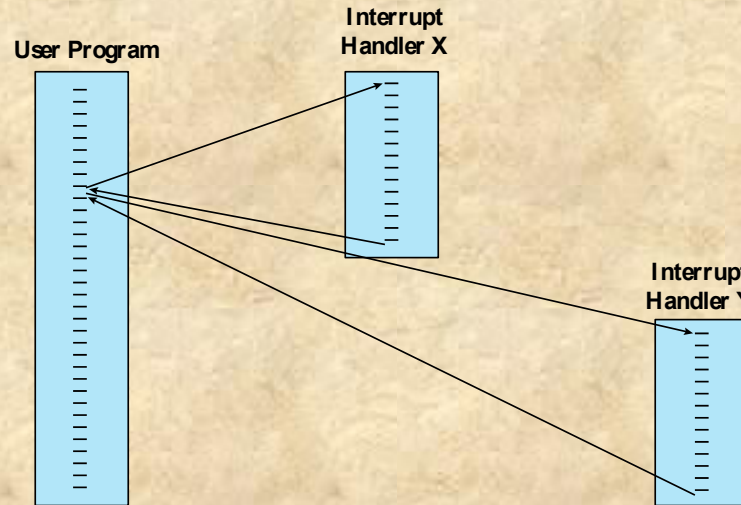 Interrupt
Handler X
User Program
Interrupt
Handler Y